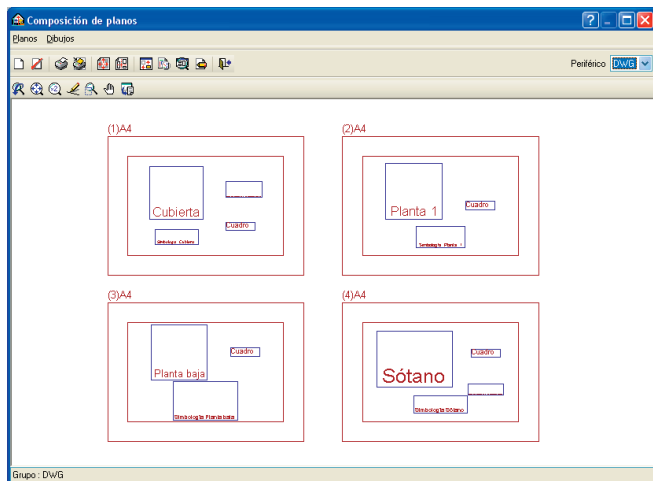 Composición de planos
Planos Dibujos
Periférico DWG
(1)A4
Cubierta
Cuadro
Simbología Cubierta
(2)A4
Planta 1
Cuadro
Simbología Planta 1
(3)A4
Planta baja
Cuadro
Simbología Planta baja
(4)A4
Sótano
Cuadro
Simbología Sótano
Grupo : DWG